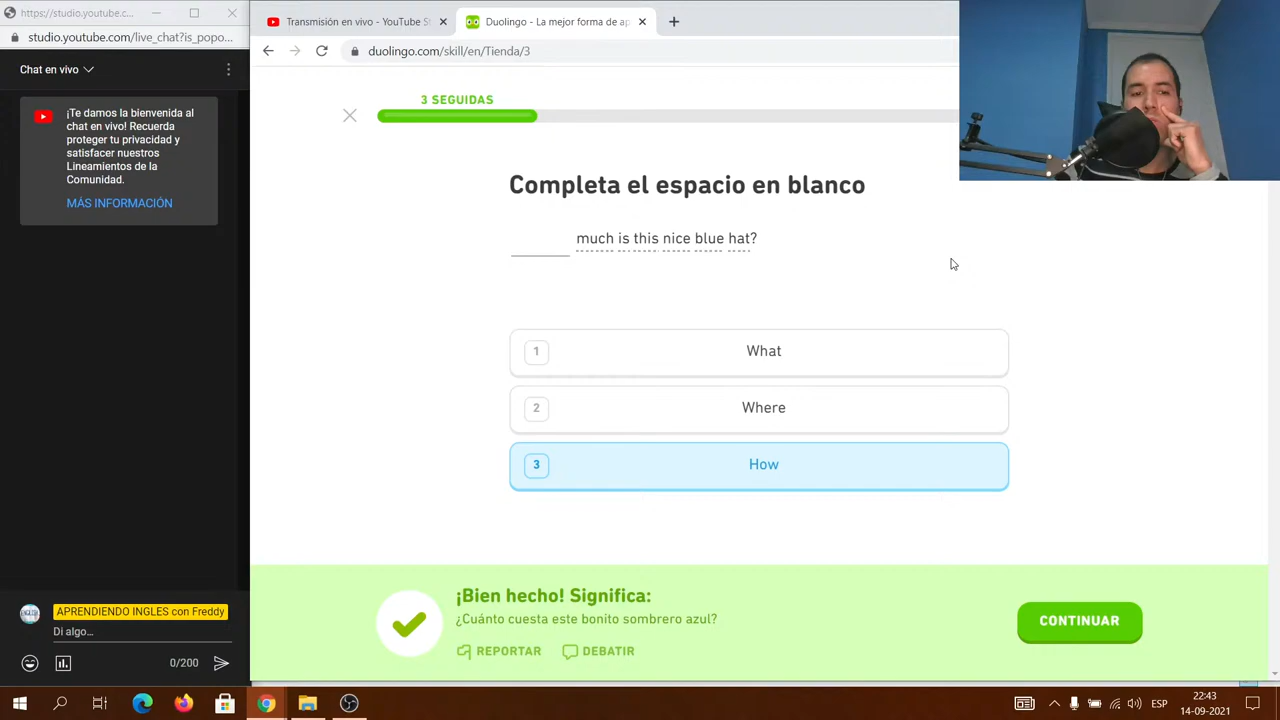 https://studio.youtube.com/live_chat?is_popo...
studio.youtube.com/live_chat?is_popo...
Chat en vivo
¡Te damos la bienvenida al
chat en vivo! Recuerda
proteger tu privacidad y
satisfacer nuestros
Lineamientos de la
Comunidad.
MÁS INFORMACIÓN
APRENDIENDO INGLES con Freddy
Di algo...
0/200
Transmisión en vivo - YouTube S
Duolingo - La mejor forma de ap
duolingo.com/skill/en/Tienda/3
3 SEGUIDAS
Completa el espacio en blanco
______ much is this nice blue hat?
1 What
2 Where
3 How
¡Bien hecho! Significa:
¿Cuánto cuesta este bonito sombrero azul?
REPORTAR DEBATIR
CONTINUAR
ESP
22:43
14-09-2021